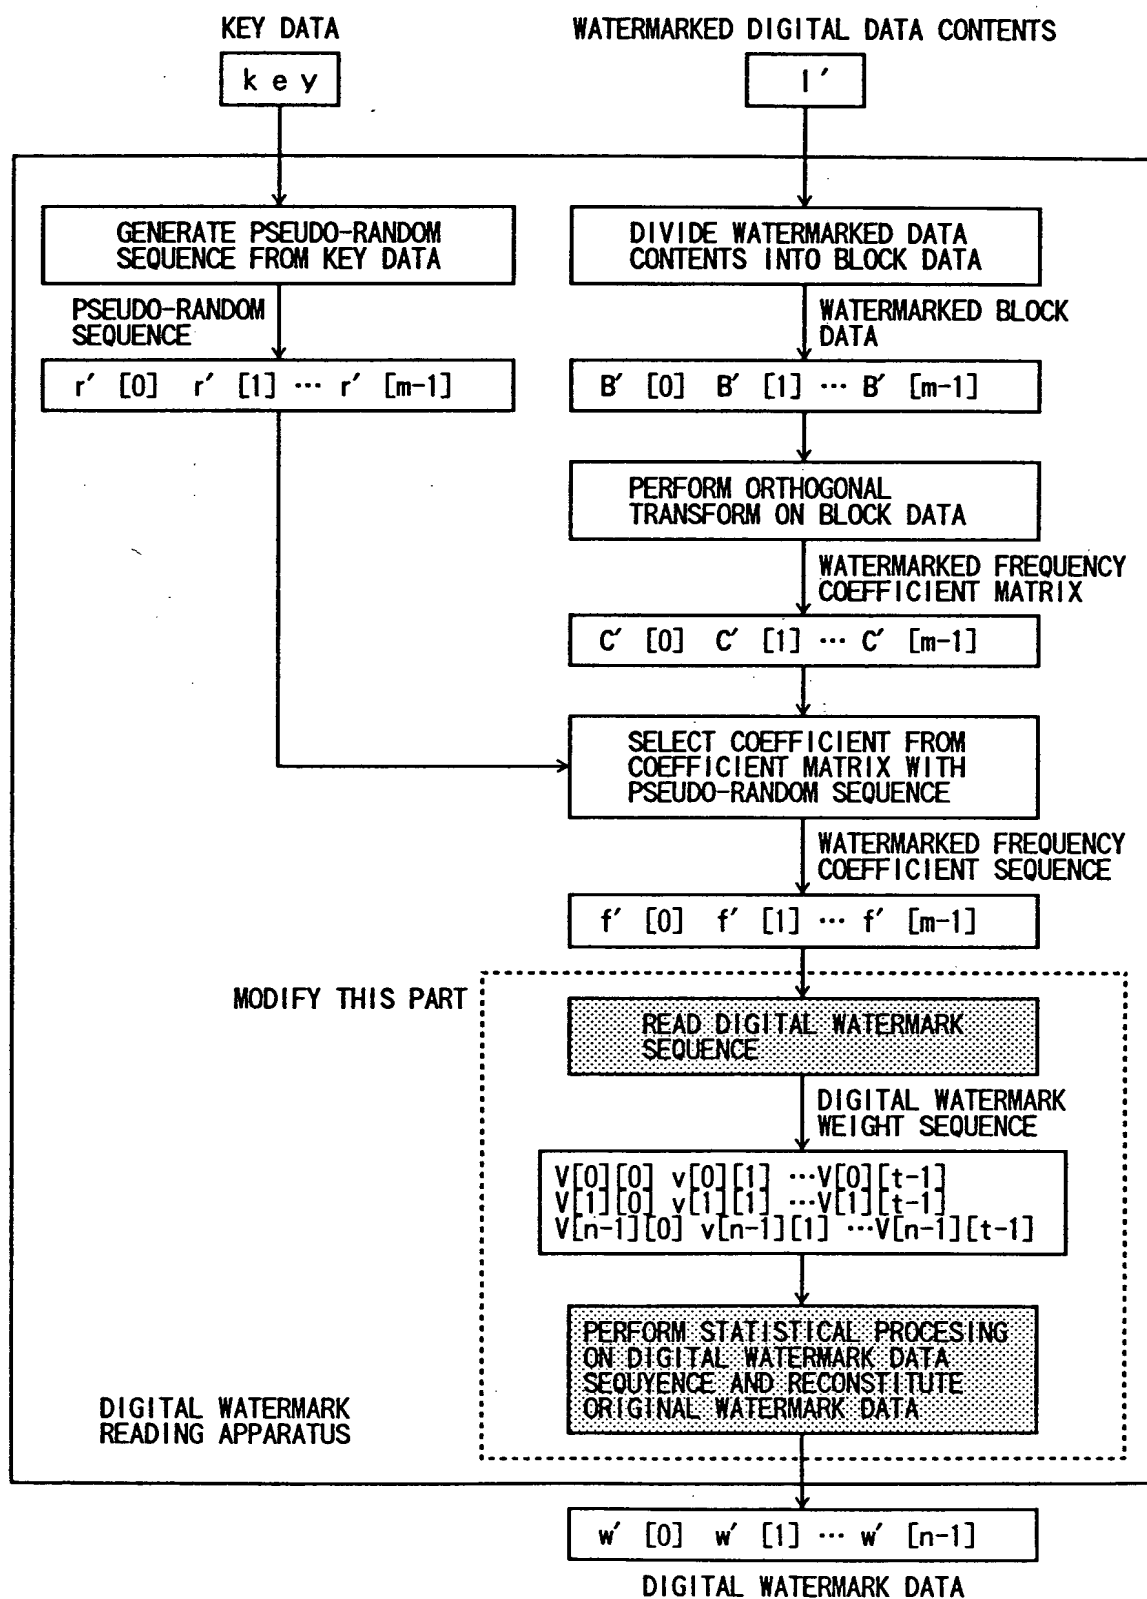 KEY DATA
key
WATERMARKED DIGITAL DATA CONTENTS
I′
GENERATE PSEUDO-RANDOM
SEQUENCE FROM KEY DATA
PSEUDO-RANDOM
SEQUENCE
r′ [0] r′ [1] ··· r′ [m-1]
DIVIDE WATERMARKED DATA
CONTENTS INTO BLOCK DATA
WATERMARKED BLOCK
DATA
B′ [0] B′ [1] ··· B′ [m-1]
PERFORM ORTHOGONAL
TRANSFORM ON BLOCK DATA
WATERMARKED FREQUENCY
COEFFICIENT MATRIX
C′ [0] C′ [1] ··· C′ [m-1]
SELECT COEFFICIENT FROM
COEFFICIENT MATRIX WITH
PSEUDO-RANDOM SEQUENCE
WATERMARKED FREQUENCY
COEFFICIENT SEQUENCE
f′ [0] f′ [1] ··· f′ [m-1]
MODIFY THIS PART
READ DIGITAL WATERMARK
SEQUENCE
DIGITAL WATERMARK
WEIGHT SEQUENCE
V[0][0] v[0][1] ···V[0][t-1]
V[1][0] v[1][1] ···V[1][t-1]
V[n-1][0] v[n-1][1] ···V[n-1][t-1]
PERFORM STATISTICAL PROCESING
ON DIGITAL WATERMARK DATA
SEQUYENCE AND RECONSTITUTE
ORIGINAL WATERMARK DATA
DIGITAL WATERMARK
READING APPARATUS
w′ [0] w′ [1] ··· w′ [n-1]
DIGITAL WATERMARK DATA